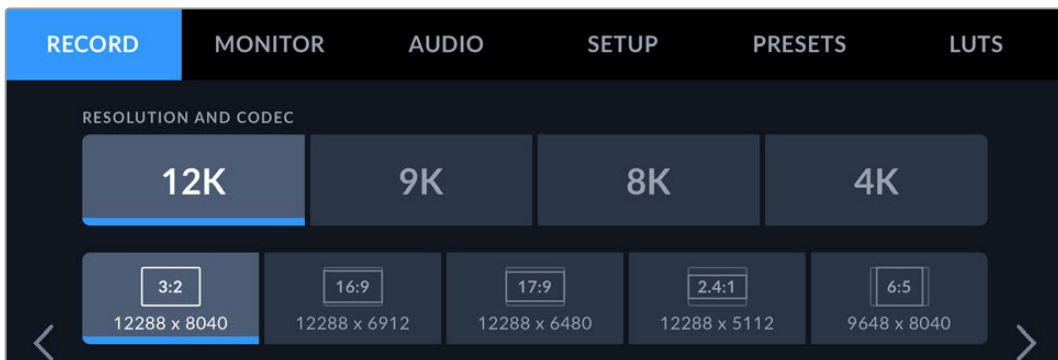 RECORD MONITOR AUDIO SETUP PRESETS LUTS
RESOLUTION AND CODEC
12K 9K 8K 4K
3:2 16:9 17:9 2.4:1 6:5
12288 x 8040 12288 x 6912 12288 x 6480 12288 x 5112 9648 x 8040